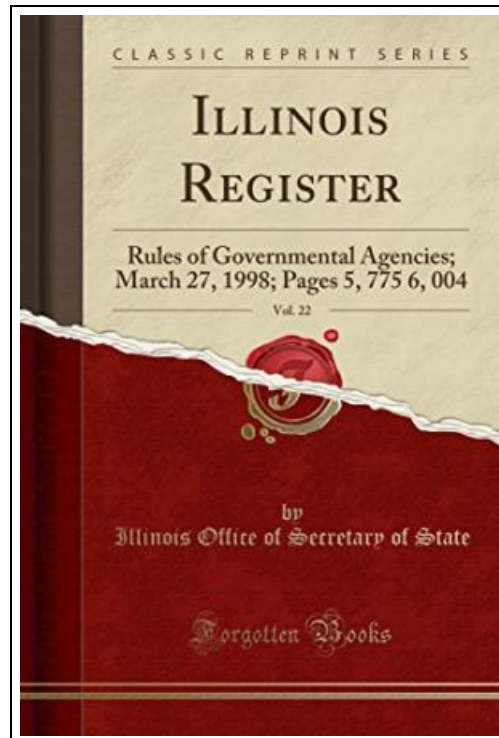 CLASSIC REPRINT SERIES
ILLINOIS
REGISTER
Rules of Governmental Agencies;
March 27, 1998; Pages 5, 775 6, 004
Vol. 22
by
Illinois Office of Secretary of State
Forgotten Books